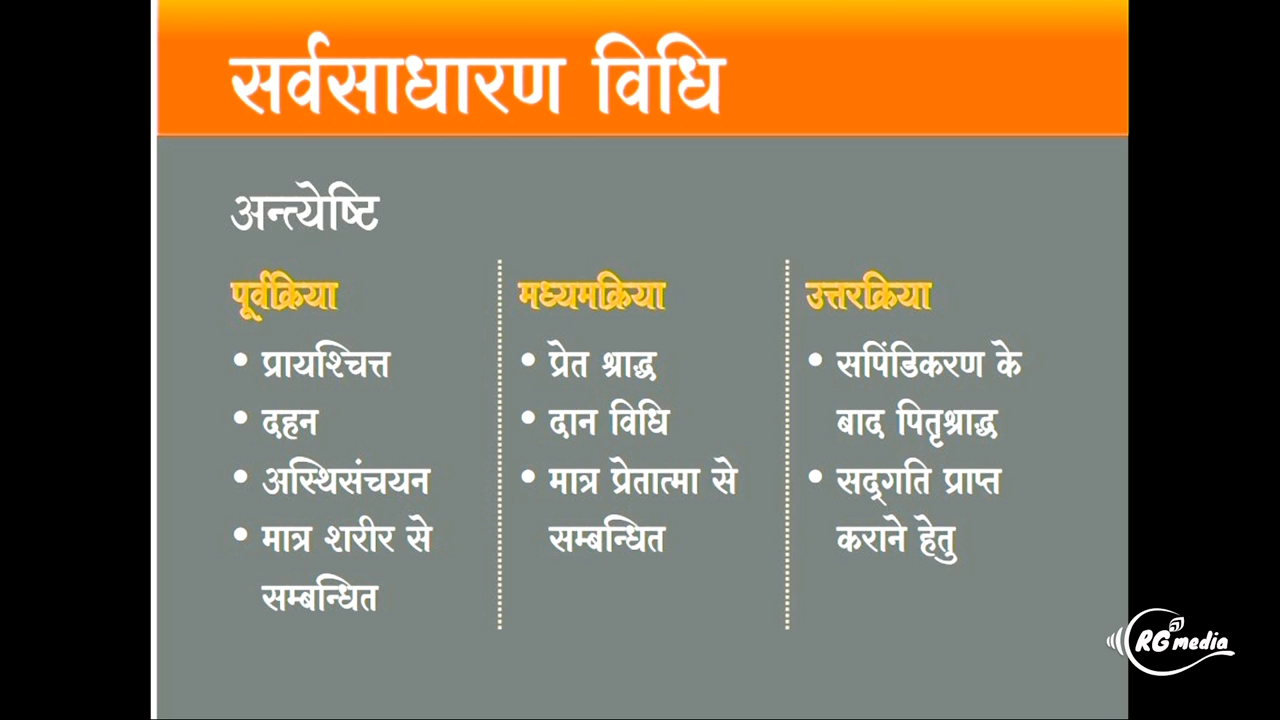 सर्वसाधारण विधि
अन्त्येष्टि
पूर्वक्रिया
• प्रायश्चित्त
• दहन
• अस्थिसंचयन
• मात्र शरीर से
सम्बन्धित
मध्यमक्रिया
• प्रेत श्राद्ध
• दान विधि
• मात्र प्रेतात्मा से
सम्बन्धित
उत्तरक्रिया
• सपिंडिकरण के
बाद पितृश्राद्ध
• सद्‌गति प्राप्त
कराने हेतु
RG media